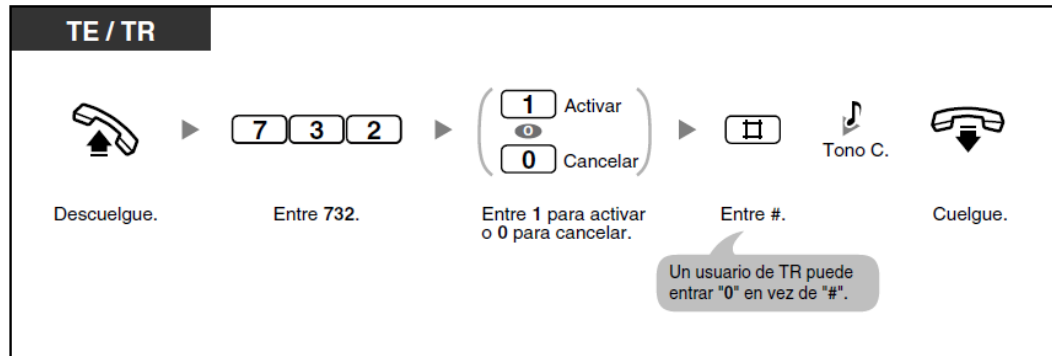 TE / TR
7 3 2
1 Activar
o
0 Cancelar
#
Tono C.
Descuelgue.
Entre 732.
Entre 1 para activar
o 0 para cancelar.
Entre #.
Cuelgue.
Un usuario de TR puede
entrar "0" en vez de "#".